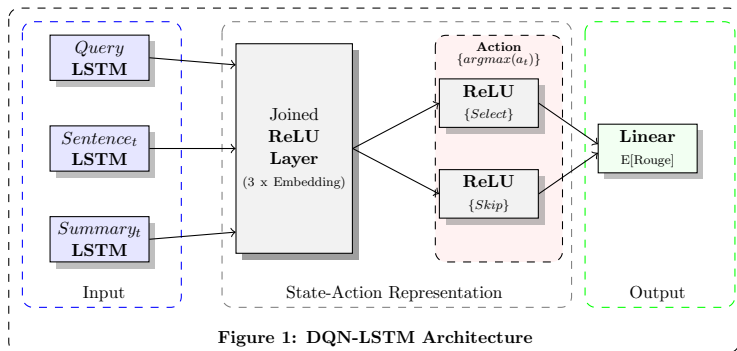 Query
LSTM
Sentence_t
LSTM
Summary_t
LSTM
Input
Joined
ReLU
Layer
(3 x Embedding)
Action
{argmax(a_t)}
ReLU
{Select}
ReLU
{Skip}
State-Action Representation
Linear
E[Rouge]
Output
Figure 1: DQN-LSTM Architecture